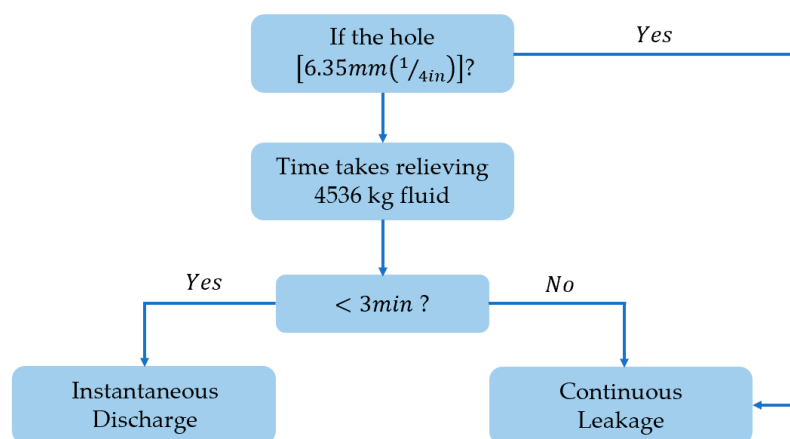 If the hole
[6.35mm(1/4in)]?
Yes
Time takes relieving
4536 kg fluid
Yes
< 3min ?
No
Instantaneous
Discharge
Continuous
Leakage